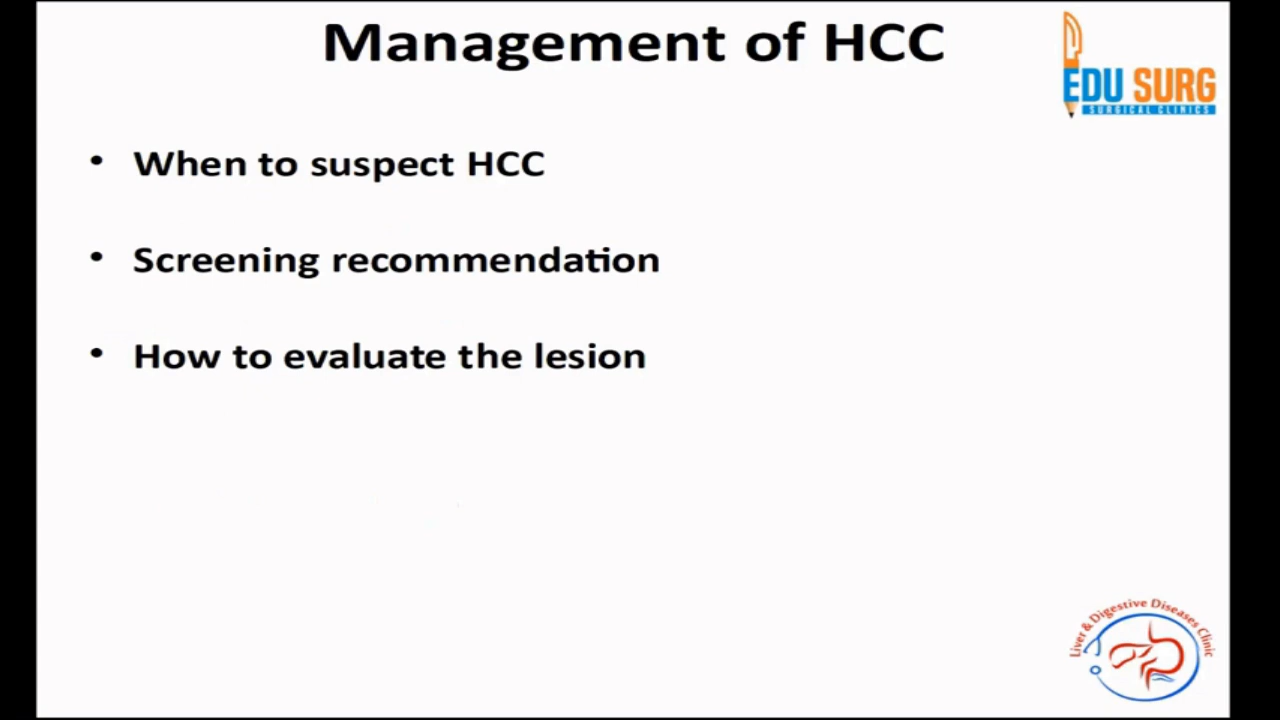 Management of HCC
EDU SURG
SURGICAL CLINICS
• When to suspect HCC
• Screening recommendation
• How to evaluate the lesion
Liver & Digestive Diseases Clinic